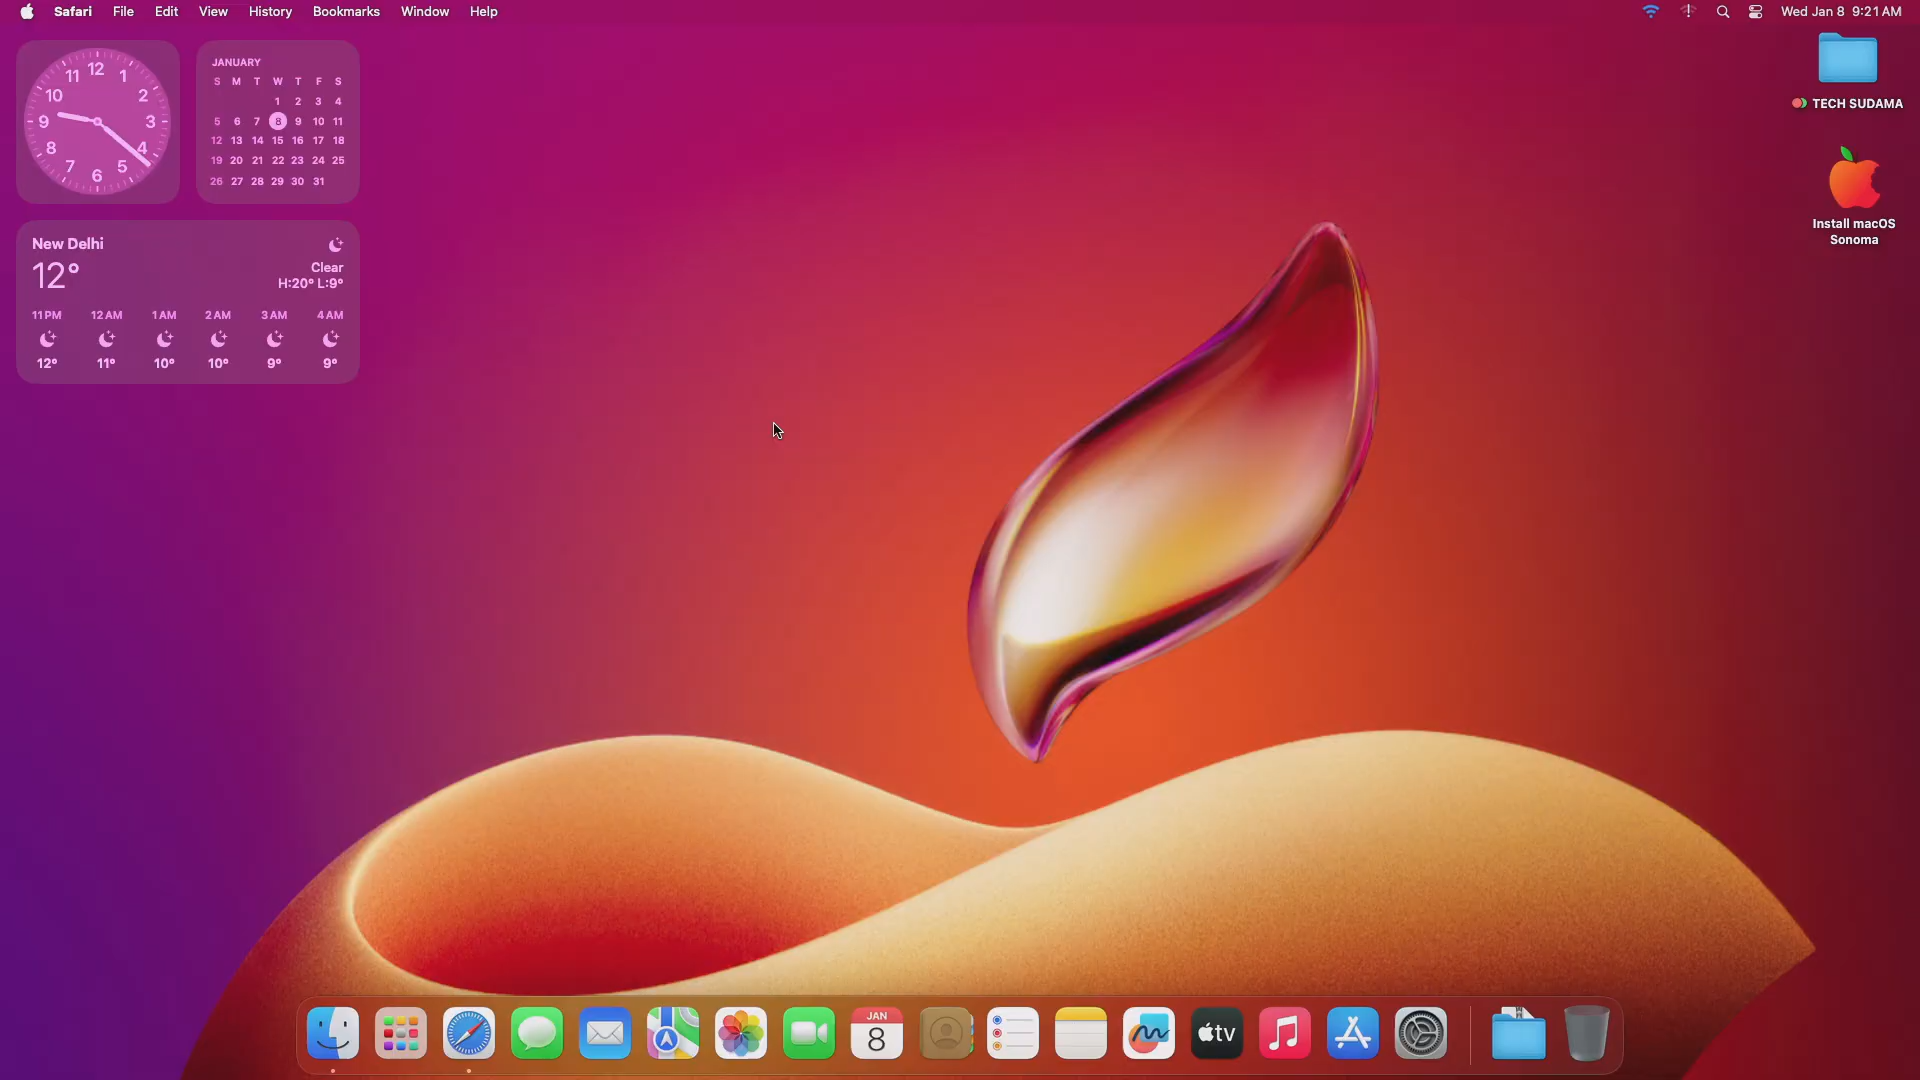 Safari File Edit View History Bookmarks Window Help
Wed Jan 8 9:21 AM
12 1 2 3 4 5 6 7 8 9 10 11
JANUARY
S M T W T F S
1 2 3 4
5 6 7 8 9 10 11
12 13 14 15 16 17 18
19 20 21 22 23 24 25
26 27 28 29 30 31
New Delhi
12°
Clear
H:20° L:9°
11 PM 12 AM 1 AM 2 AM 3 AM 4 AM
12° 11° 10° 10° 9° 9°
TECH SUDAMA
Install macOS
Sonoma
JAN
8
tv